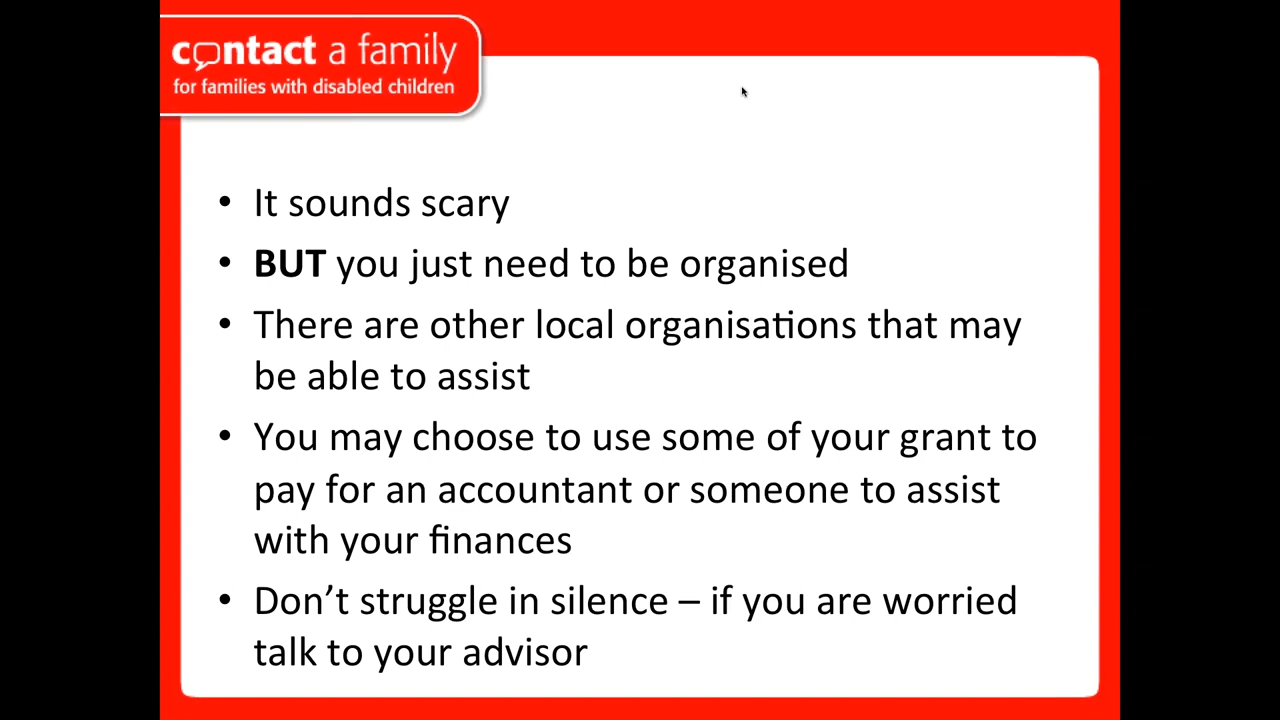 contact a family
for families with disabled children
• It sounds scary
• BUT you just need to be organised
• There are other local organisations that may
be able to assist
• You may choose to use some of your grant to
pay for an accountant or someone to assist
with your finances
• Don’t struggle in silence – if you are worried
talk to your advisor